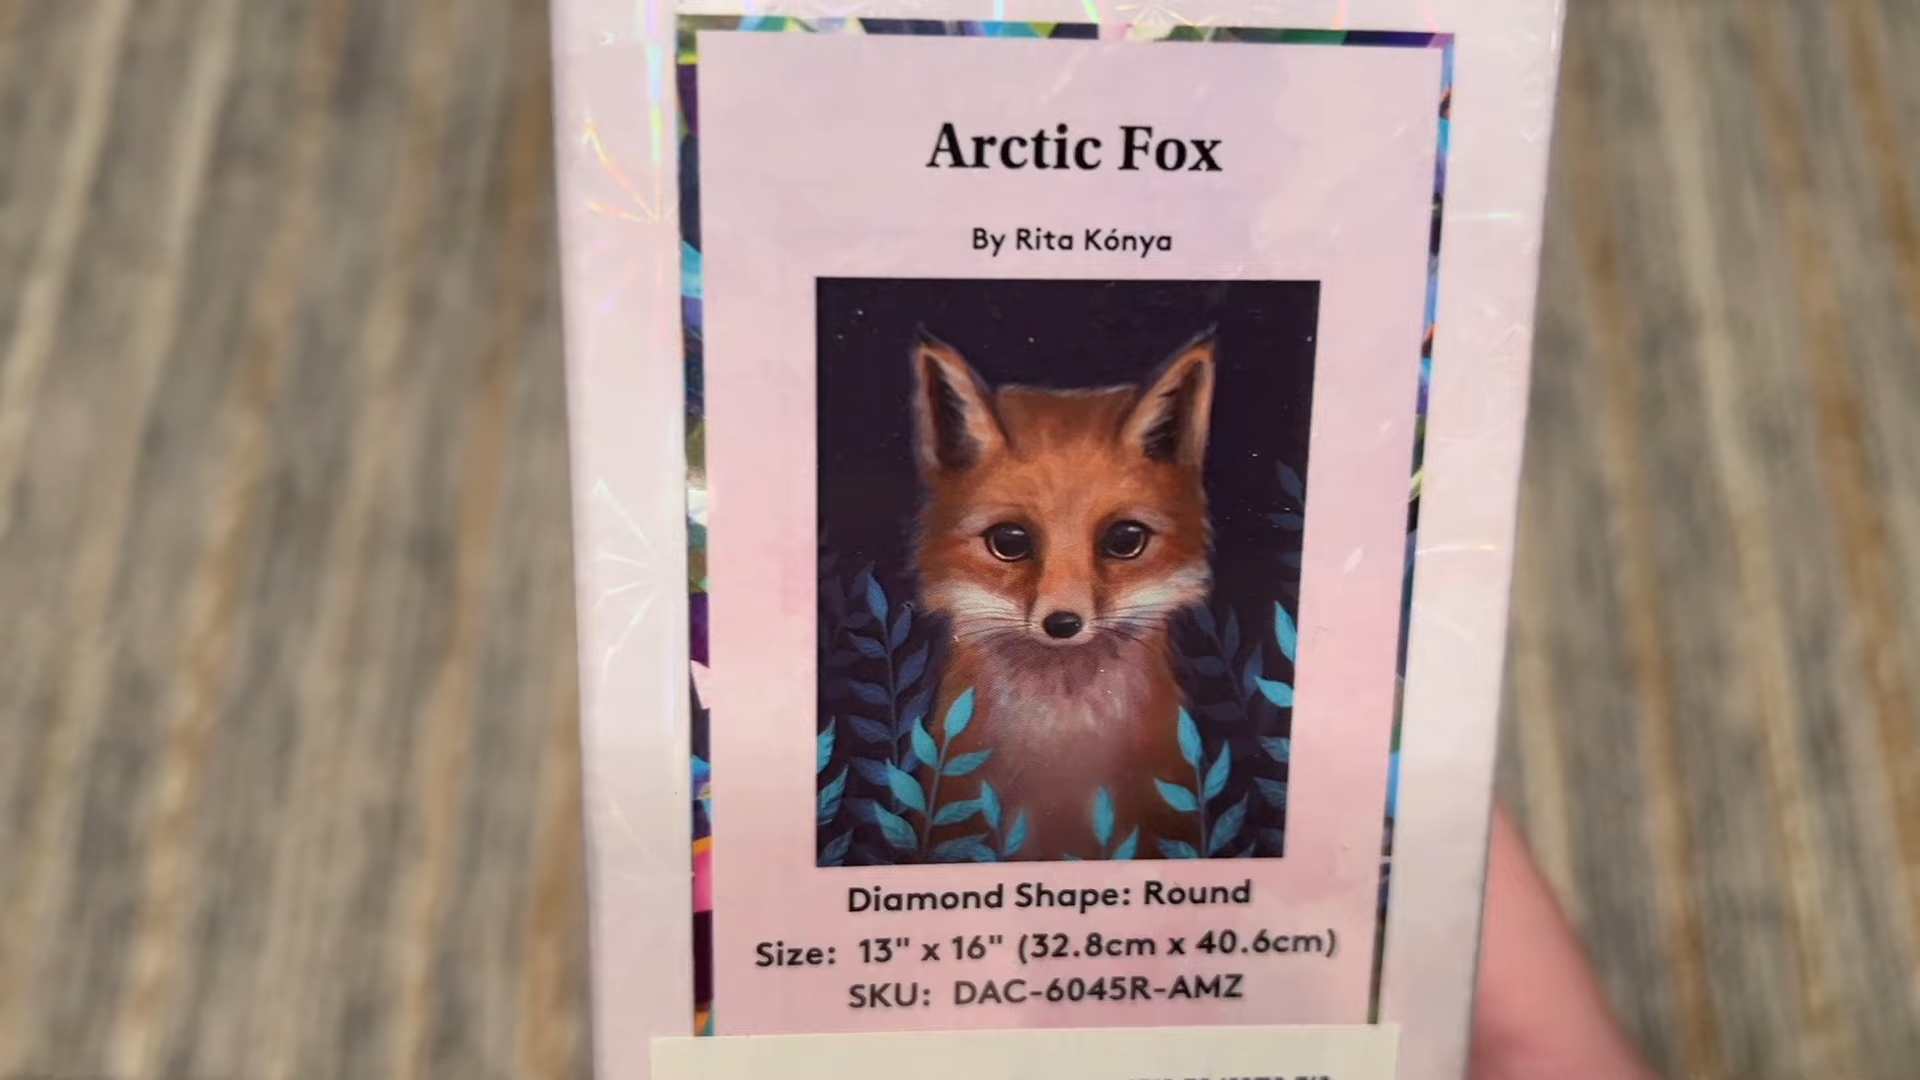 Arctic Fox
By Rita Kónya
Diamond Shape: Round
Size: 13" x 16" (32.8cm x 40.6cm)
SKU: DAC-6045R-AMZ